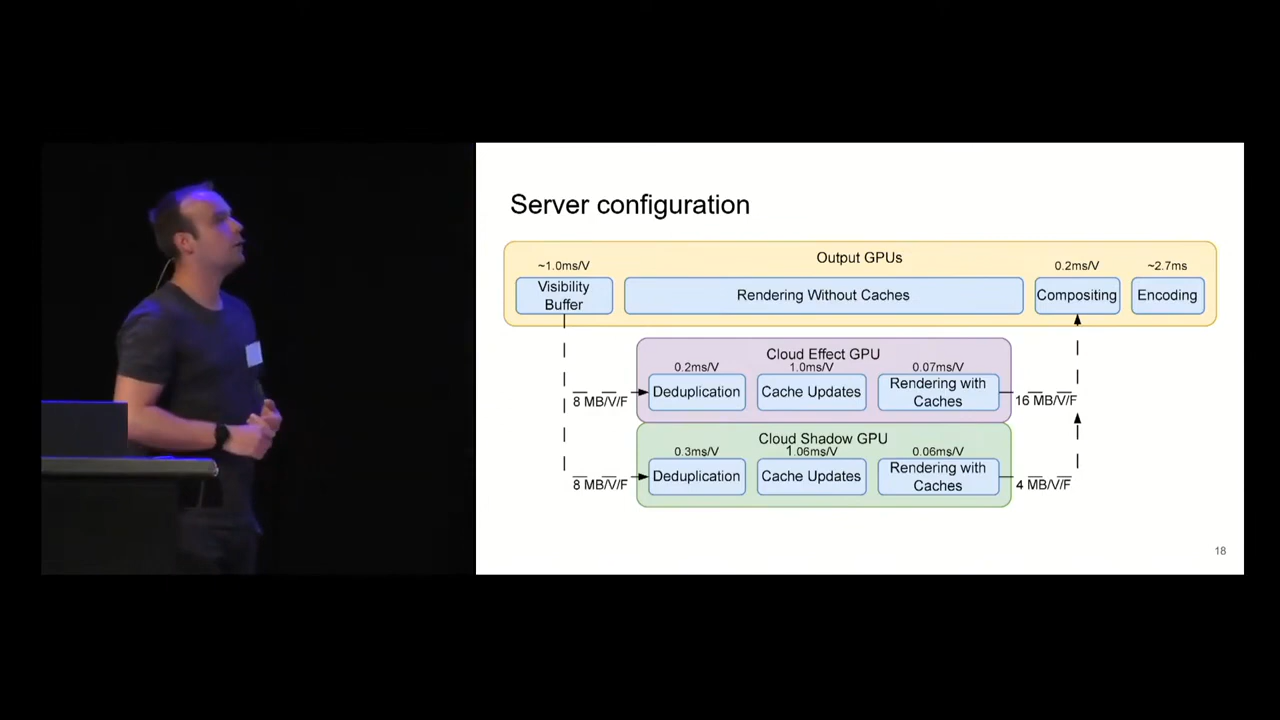 Server configuration
Output GPUs
~1.0ms/V
0.2ms/V
~2.7ms
Visibility
Buffer
Rendering Without Caches
Compositing
Encoding
Cloud Effect GPU
0.2ms/V
1.0ms/V
0.07ms/V
8 MB/V/F
Deduplication
Cache Updates
Rendering with
Caches
16 MB/V/F
Cloud Shadow GPU
0.3ms/V
1.06ms/V
0.06ms/V
8 MB/V/F
Deduplication
Cache Updates
Rendering with
Caches
4 MB/V/F
18